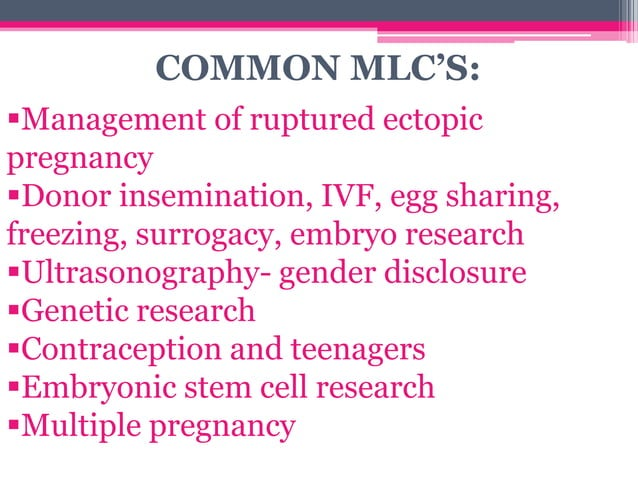 COMMON MLC’S:
▪Management of ruptured ectopic
pregnancy
▪Donor insemination, IVF, egg sharing,
freezing, surrogacy, embryo research
▪Ultrasonography- gender disclosure
▪Genetic research
▪Contraception and teenagers
▪Embryonic stem cell research
▪Multiple pregnancy